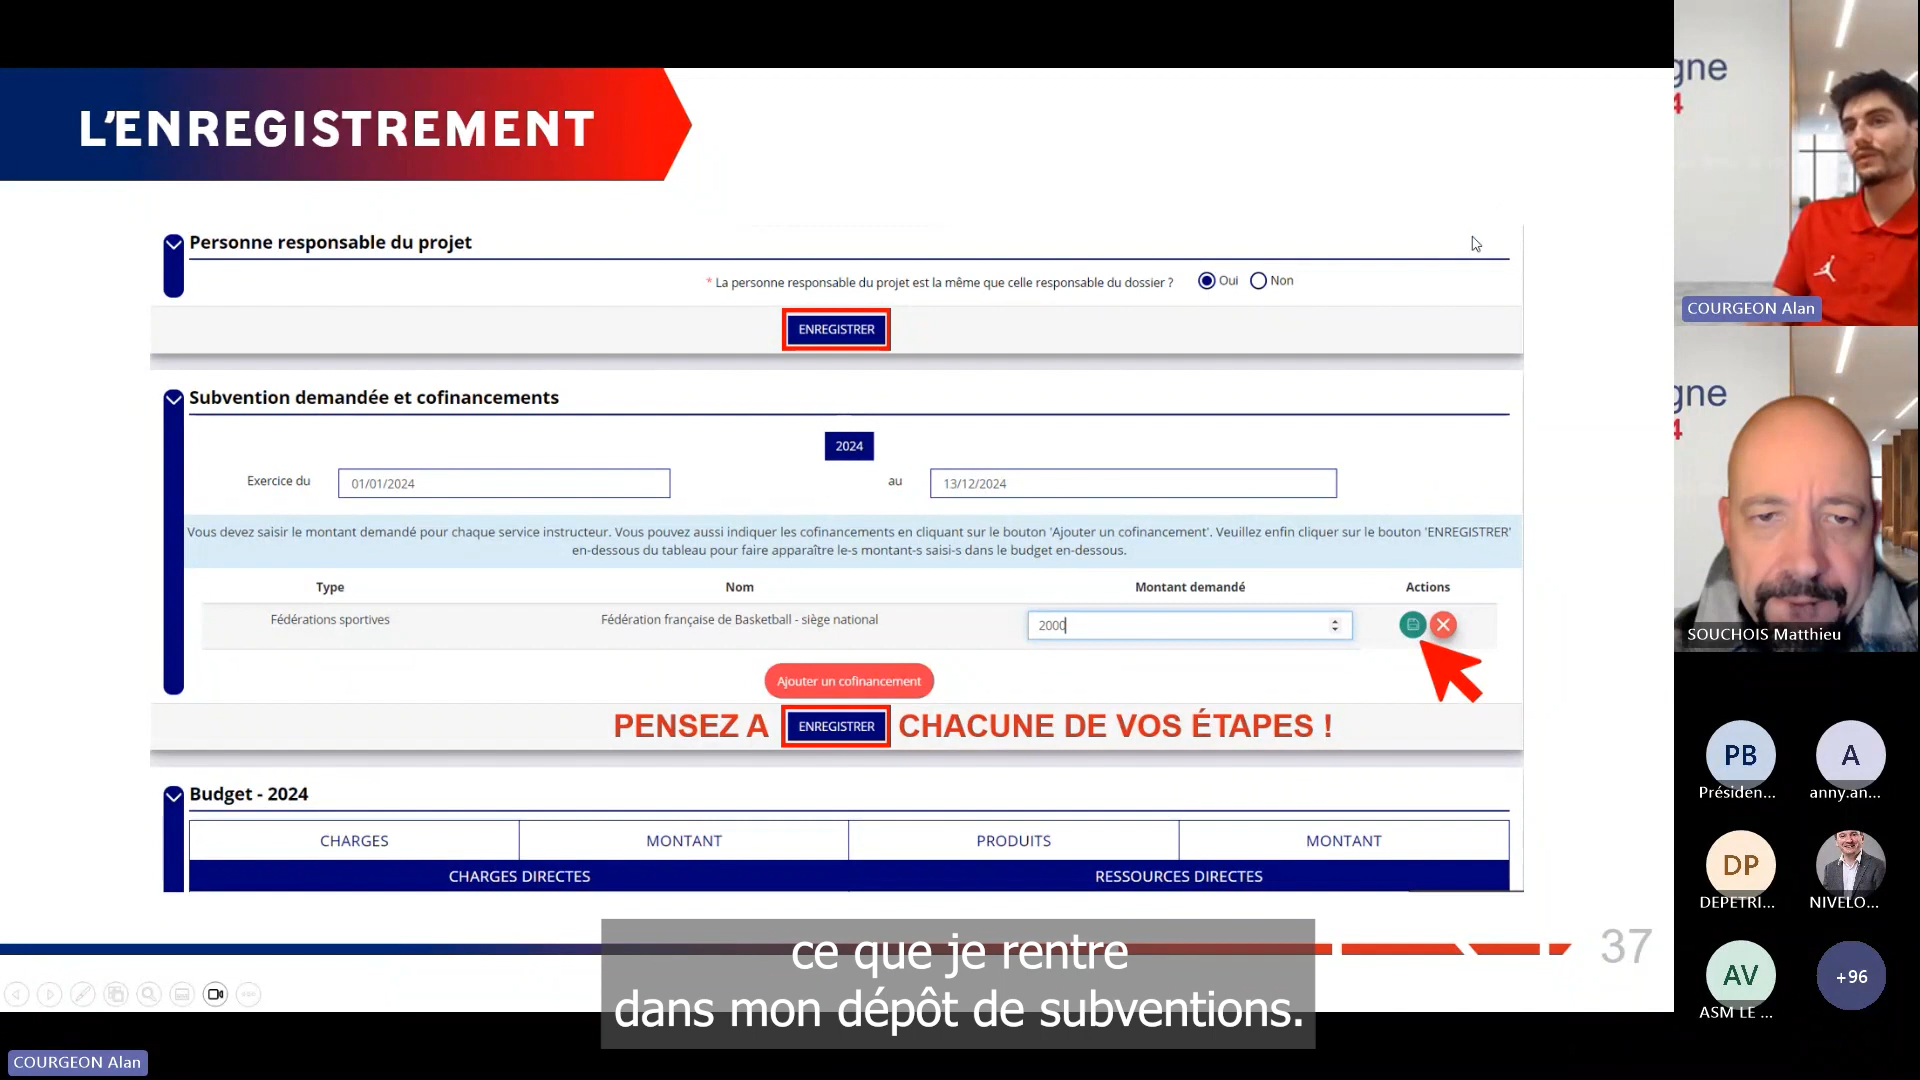 L'ENREGISTREMENT
Personne responsable du projet
* La personne responsable du projet est la même que celle responsable du dossier ? Oui Non
ENREGISTRER
Subvention demandée et cofinancements
2024
Exercice du 01/01/2024 au 13/12/2024
Vous devez saisir le montant demandé pour chaque service instructeur. Vous pouvez aussi indiquer les cofinancements en cliquant sur le bouton 'Ajouter un cofinancement'. Veuillez enfin cliquer sur le bouton 'ENREGISTRER'
en-dessous du tableau pour faire apparaître le-s montant-s saisi-s dans le budget en-dessous.
Type Nom Montant demandé Actions
Fédérations sportives Fédération française de Basketball - siège national 2000
Ajouter un cofinancement
PENSEZ A ENREGISTRER CHACUNE DE VOS ÉTAPES !
Budget - 2024
CHARGES MONTANT PRODUITS MONTANT
CHARGES DIRECTES RESSOURCES DIRECTES
37
ce que je rentre
dans mon dépôt de subventions.
COURGEON Alan
gne
4
COURGEON Alan
gne
4
SOUCHOIS Matthieu
PB A
Présiden... anny.an...
DP
DEPETRI... NIVELO...
AV +96
ASM LE ...